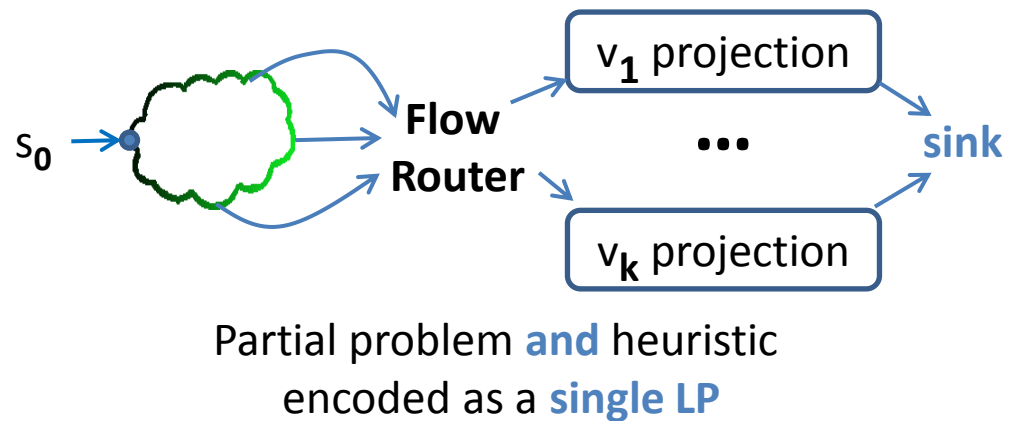 v₁ projection
s₀
Flow
Router
...
sink
vₖ projection
Partial problem and heuristic
encoded as a single LP